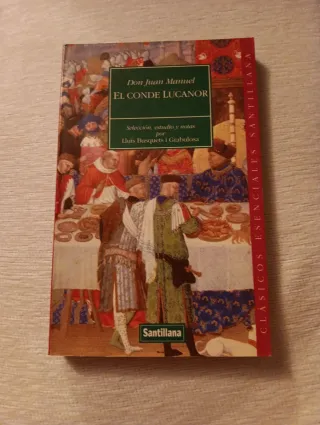 Don Juan Manuel
EL CONDE LUCANOR
Selección, estudio y notas
por
Lluís Busquets i Grabulosa
CLÁSICOS ESENCIALES SANTILLANA
Santillana